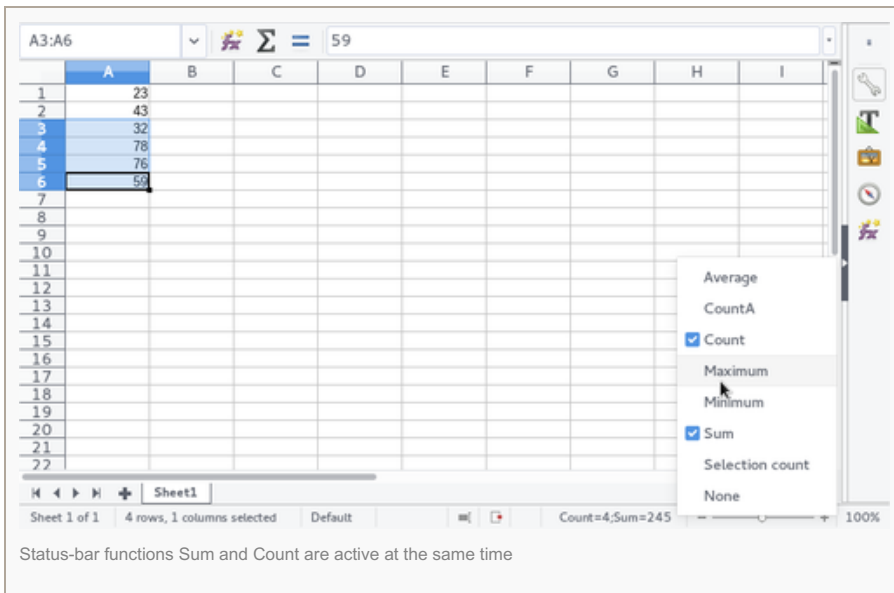 A3:A6 59
A B C D E F G H I
1 23
2 43
3 32
4 78
5 76
6 59
7
8
9
10
11
12
13
14
15
16
17
18
19
20
21
22
Average
CountA
Count
Maximum
Minimum
Sum
Selection count
None
Sheet1
Sheet 1 of 1 4 rows, 1 columns selected Default Count=4;Sum=245 100%
Status-bar functions Sum and Count are active at the same time